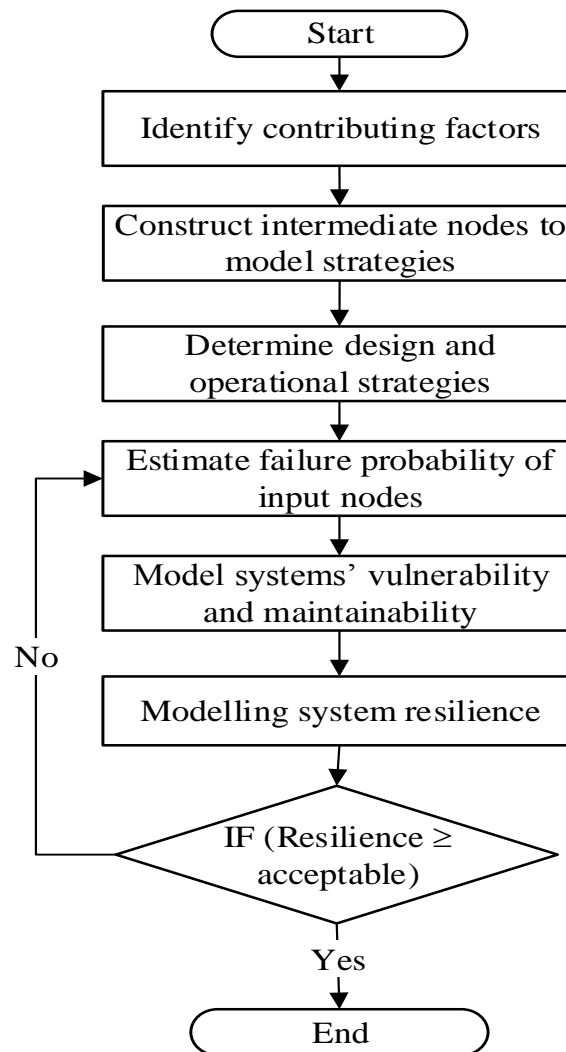 Start
Identify contributing factors
Construct intermediate nodes to
model strategies
Determine design and
operational strategies
Estimate failure probability of
input nodes
Model systems’ vulnerability
and maintainability
No
Modelling system resilience
IF (Resilience ≥
acceptable)
Yes
End